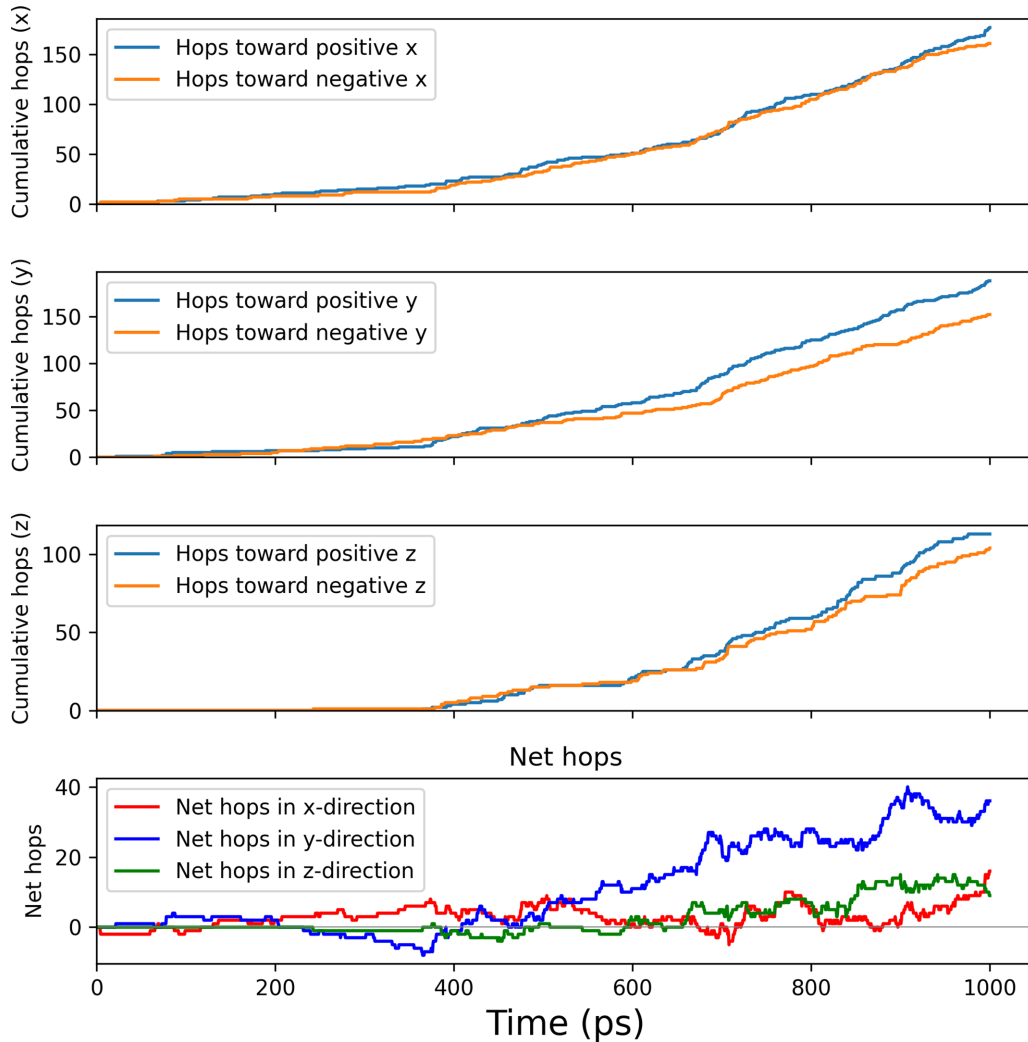 Cumulative hops (x)
150
100
50
0
Hops toward positive x
Hops toward negative x
Cumulative hops (y)
150
100
50
0
Hops toward positive y
Hops toward negative y
Cumulative hops (z)
100
50
0
Hops toward positive z
Hops toward negative z
Net hops
Net hops
40
20
0
Net hops in x-direction
Net hops in y-direction
Net hops in z-direction
0 200 400 600 800 1000
Time (ps)